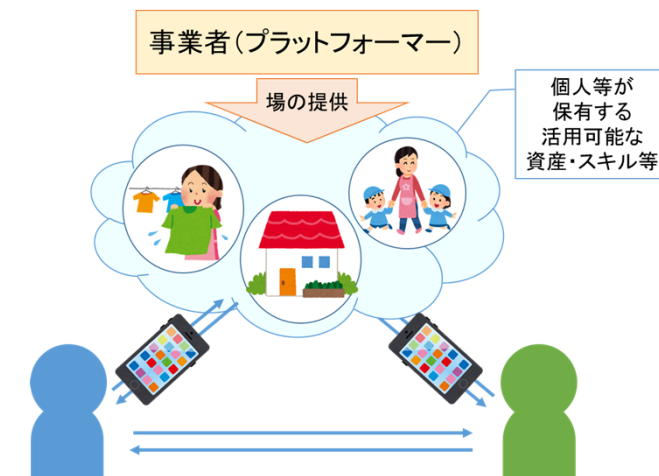 事業者（プラットフォーマー）
場の提供
個人等が
保有する
活用可能な
資産・スキル等